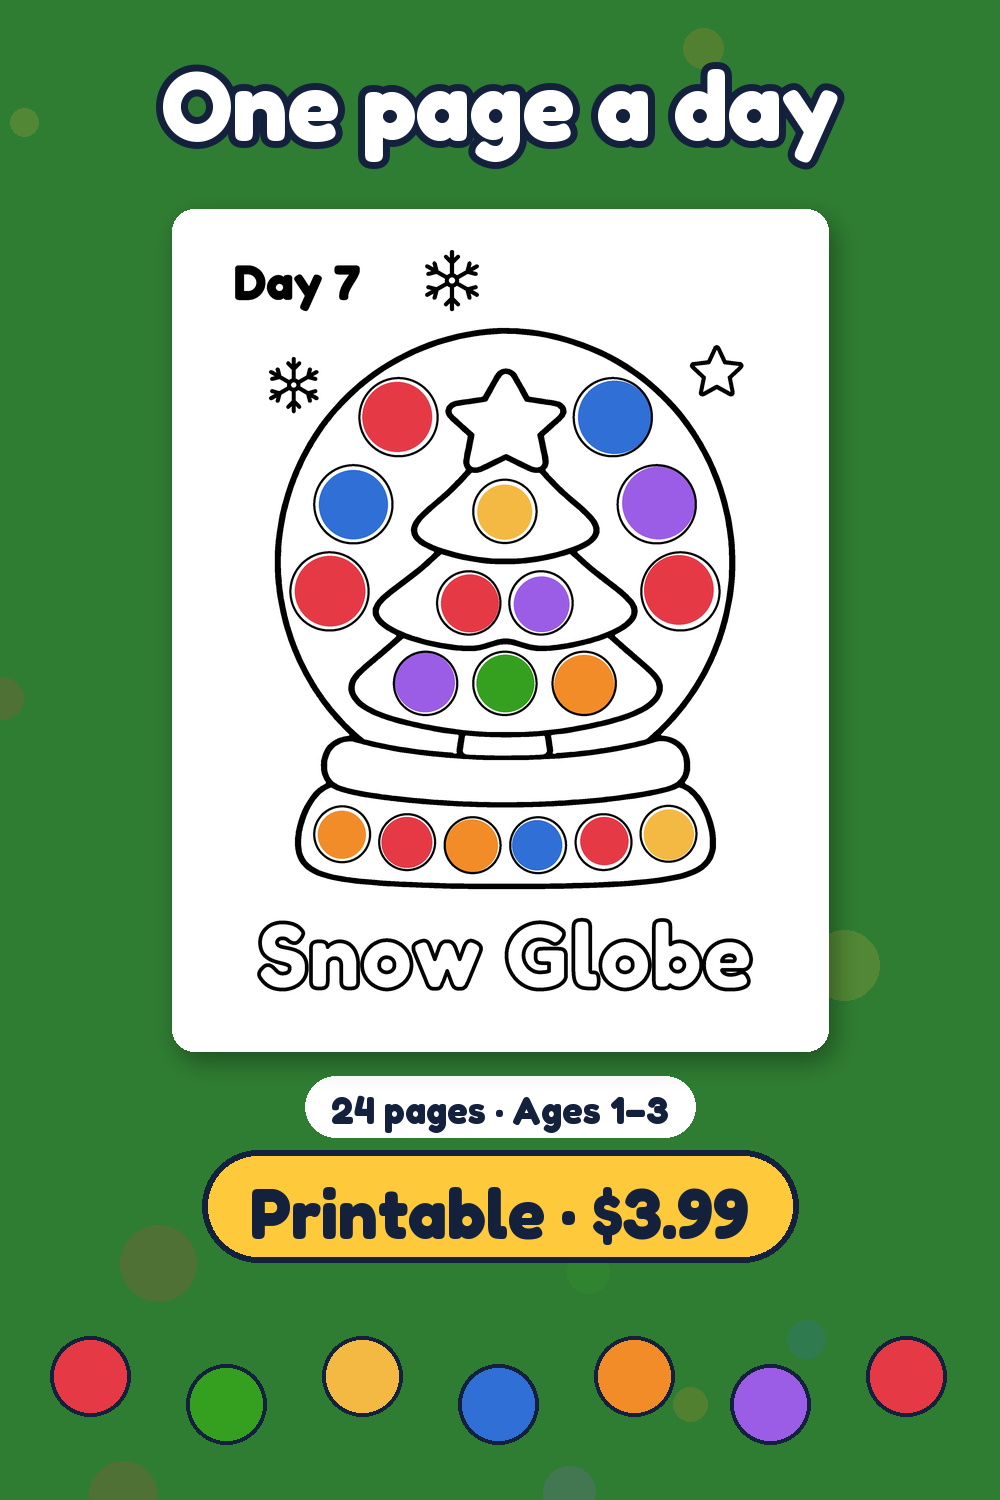 One page a day
Day 7
Snow Globe
24 pages · Ages 1–3
Printable · $3.99